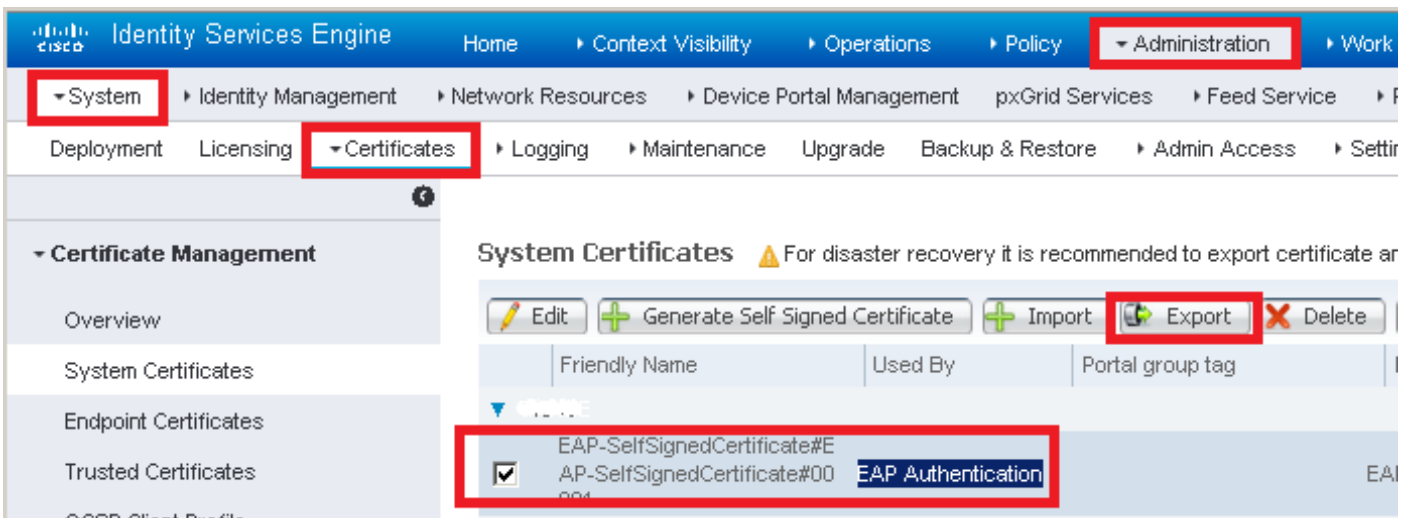 cisco Identity Services Engine Home Context Visibility Operations Policy Administration Work
System Identity Management Network Resources Device Portal Management pxGrid Services Feed Service
Deployment Licensing Certificates Logging Maintenance Upgrade Backup & Restore Admin Access
Certificate Management
Overview
System Certificates
Endpoint Certificates
Trusted Certificates
System Certificates For disaster recovery it is recommended to export certificate
Edit Generate Self Signed Certificate Import Export Delete
Friendly Name Used By Portal group tag
EAP-SelfSignedCertificate#E
AP-SelfSignedCertificate#00 EAP Authentication